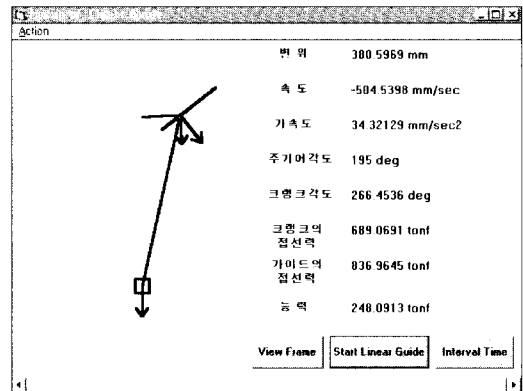 Action
변 위 380.5969 mm
속 도 -504.5398 mm/sec
가속도 34.32129 mm/sec2
주기어각도 195 deg
크랭크각도 266.4536 deg
크랭크의
접선력 689.0691 tonf
가이드의
접선력 836.9645 tonf
능 력 248.0913 tonf
View Frame Start Linear Guide Interval Time